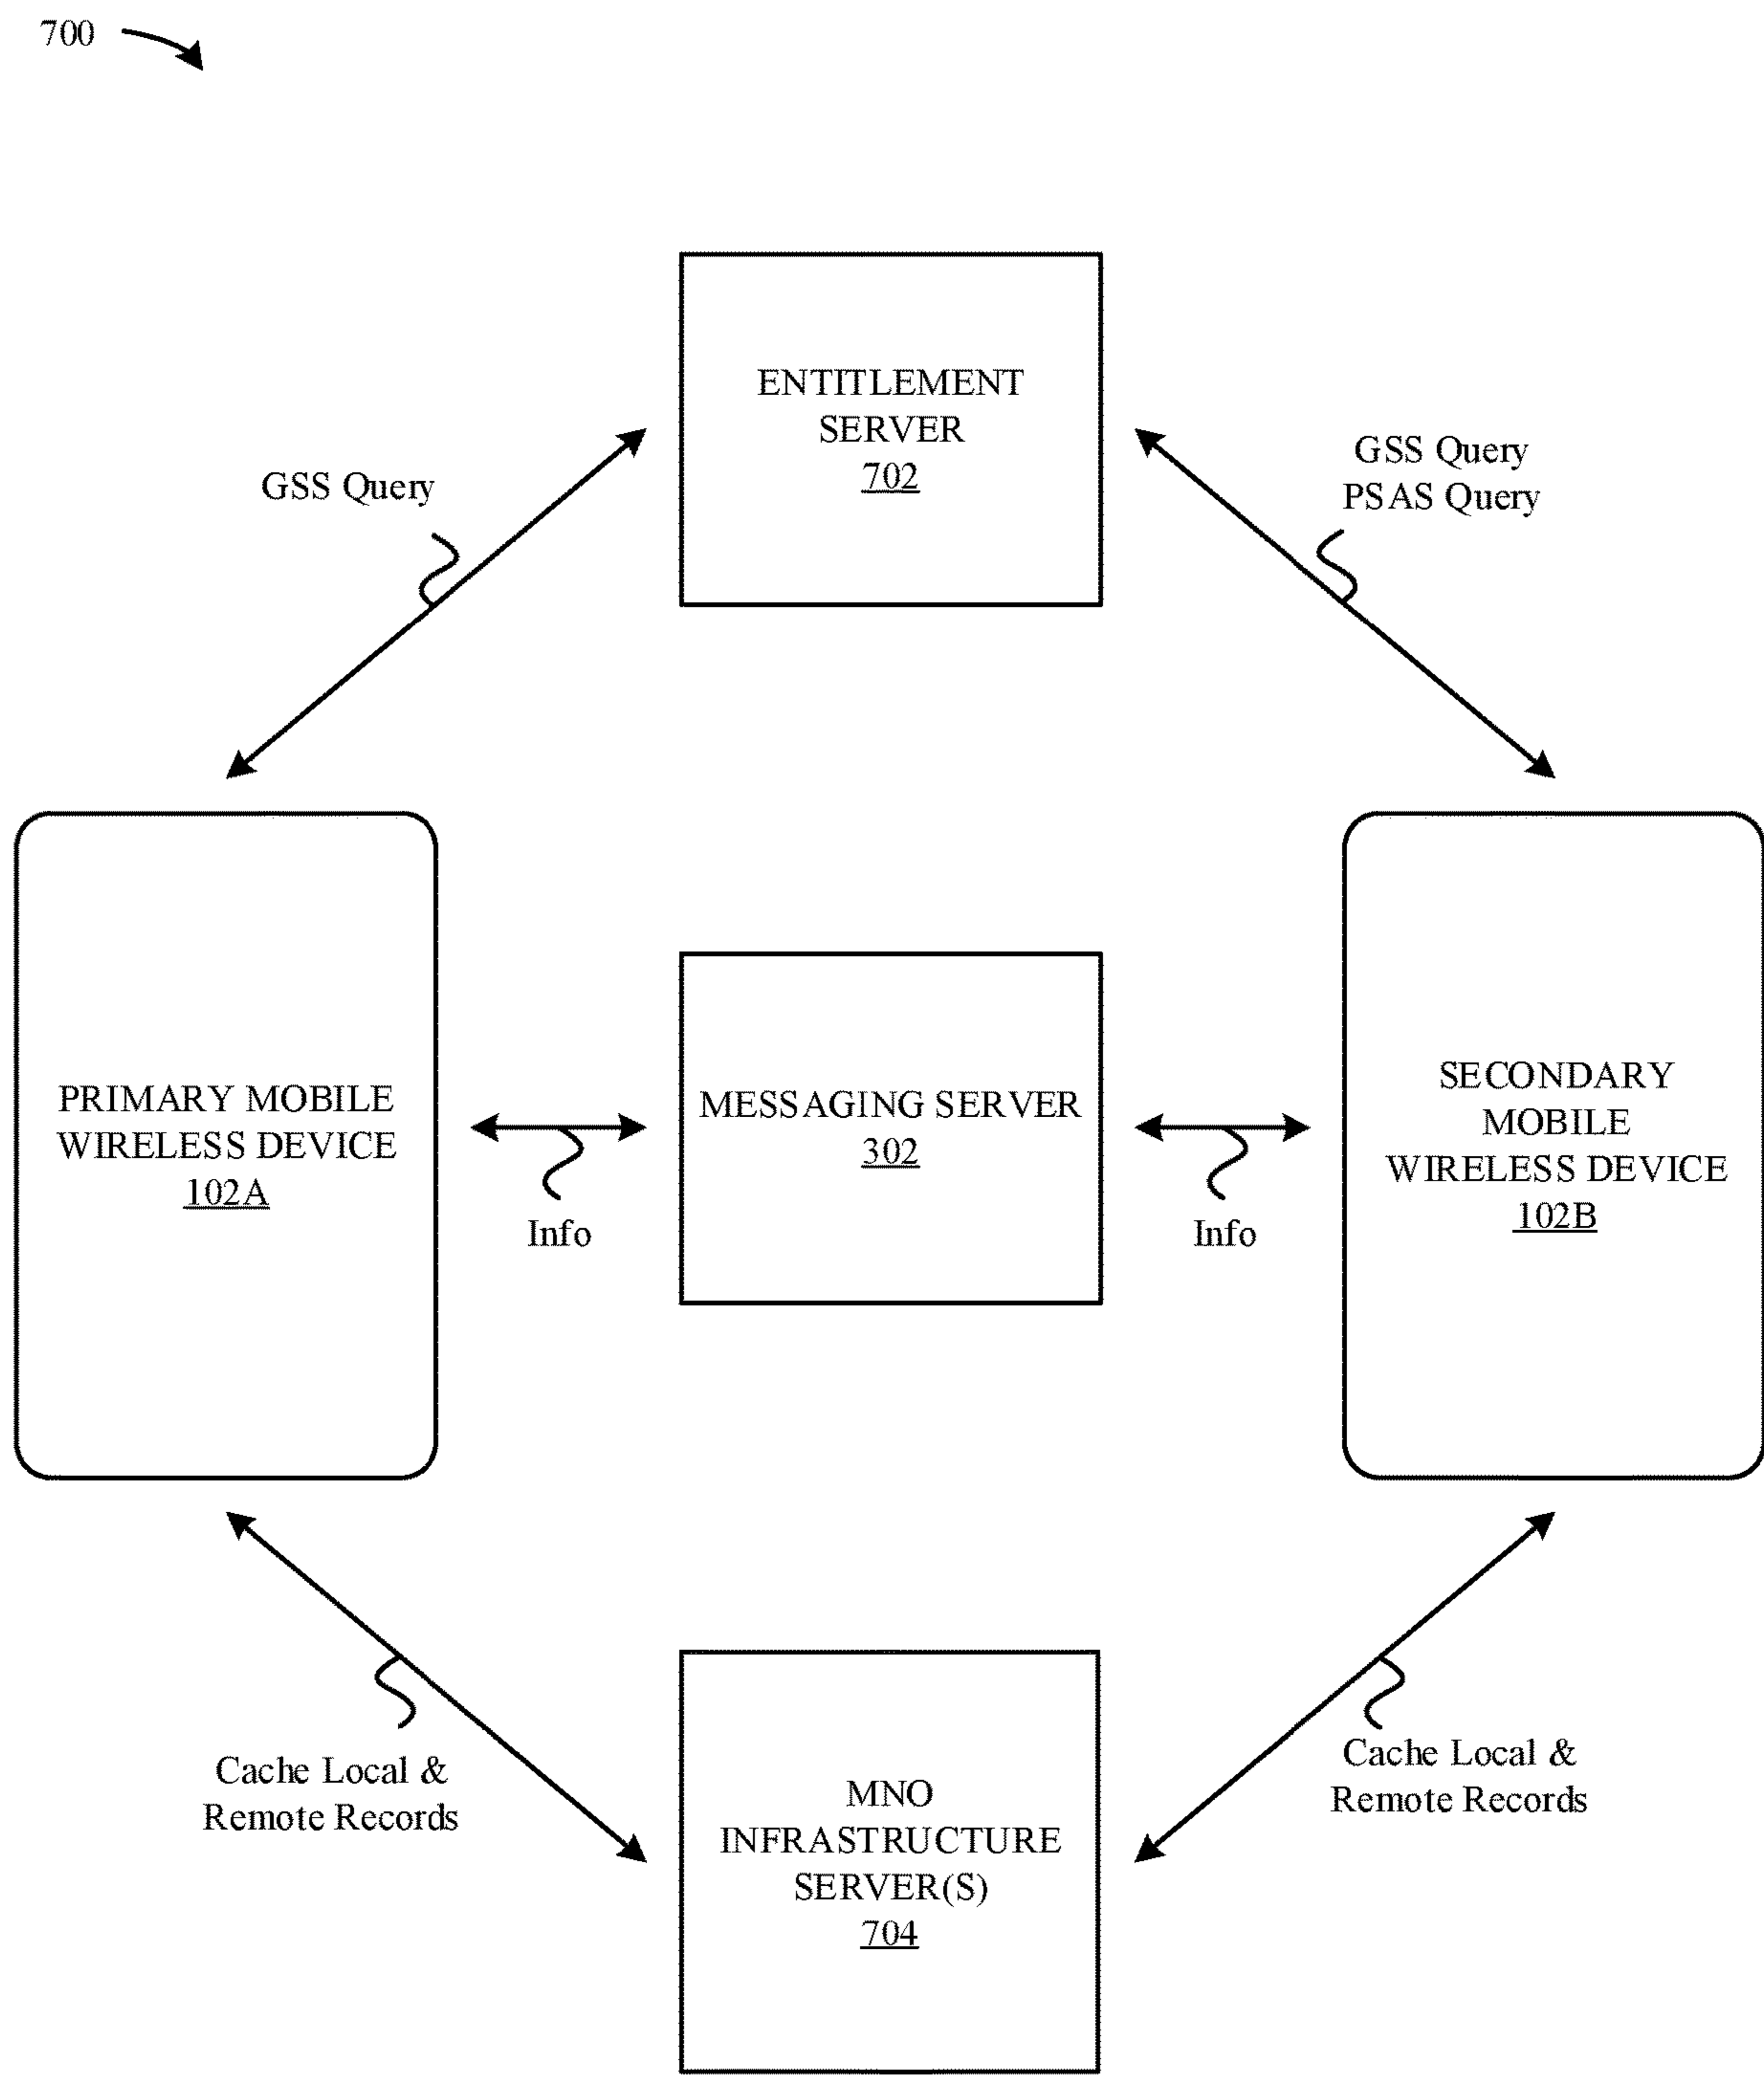 700
ENTITLEMENT
SERVER
702
GSS Query
GSS Query
PSAS Query
PRIMARY MOBILE
WIRELESS DEVICE
102A
MESSAGING SERVER
302
SECONDARY
MOBILE
WIRELESS DEVICE
102B
Info
Info
Cache Local &
Remote Records
MNO
INFRASTRUCTURE
SERVER(S)
704
Cache Local &
Remote Records